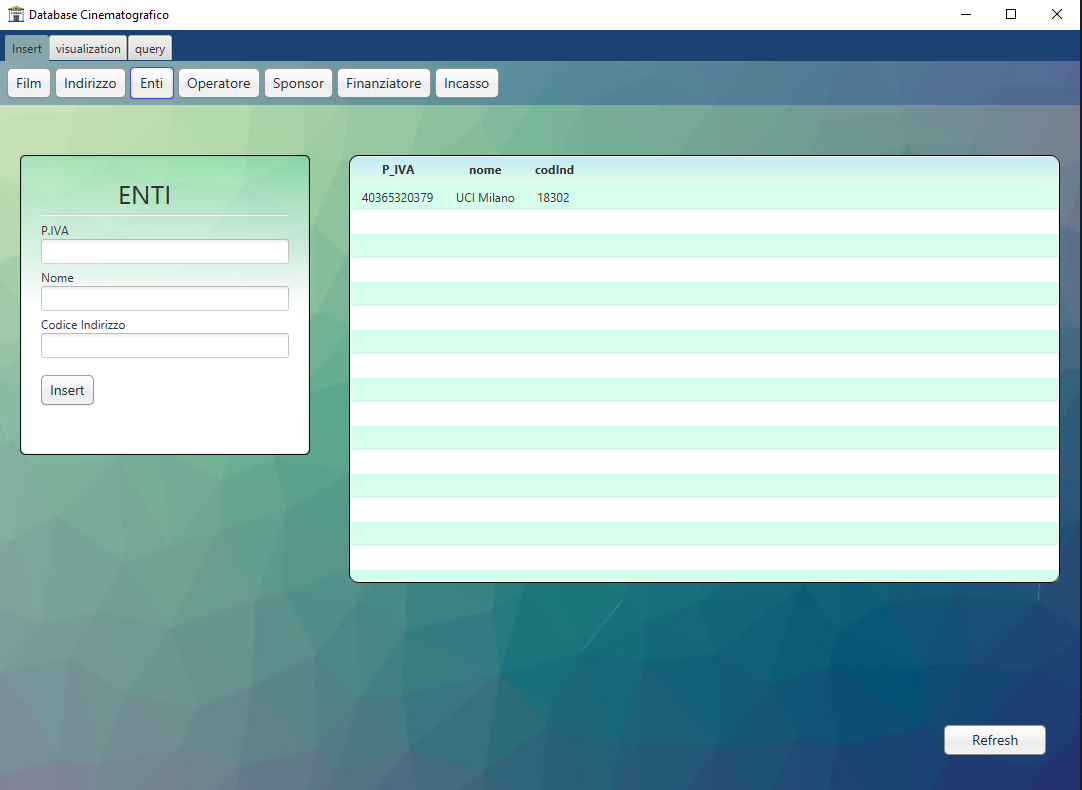 Database Cinematografico
Insert visualization query
Film Indirizzo Enti Operatore Sponsor Finanziatore Incasso
ENTI
P.IVA
Nome
Codice Indirizzo
Insert
P_IVA nome codInd
40365320379 UCI Milano 18302
Refresh